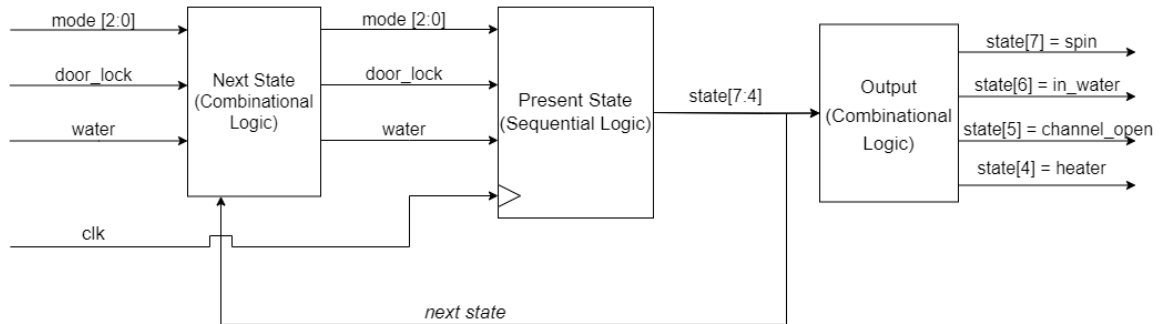 mode [2:0]
door_lock
water
clk
Next State
(Combinational
Logic)
mode [2:0]
door_lock
water
Present State
(Sequential Logic)
state[7:4]
next state
Output
(Combinational
Logic)
state[7] = spin
state[6] = in_water
state[5] = channel_open
state[4] = heater